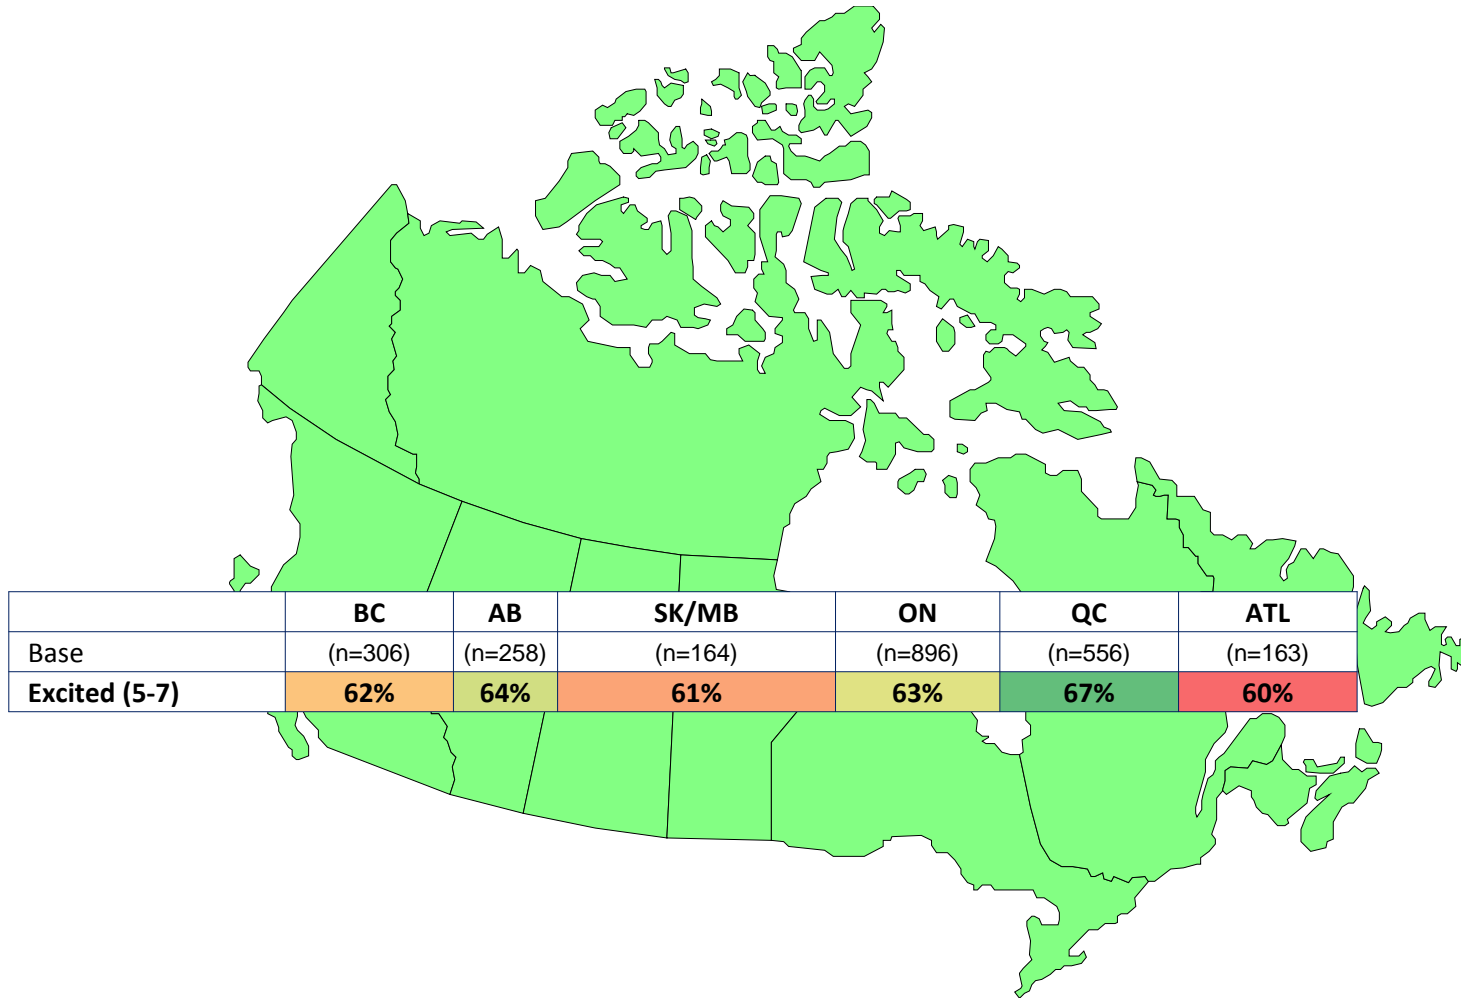 BC AB SK/MB ON QC ATL
Base (n=306) (n=258) (n=164) (n=896) (n=556) (n=163)
Excited (5-7) 62% 64% 61% 63% 67% 60%